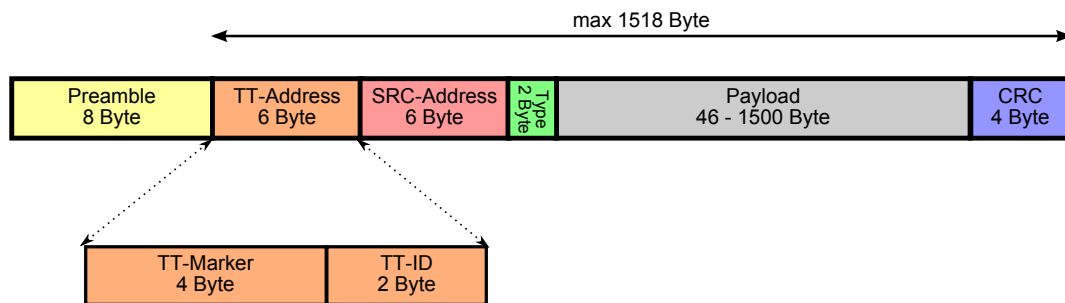 max 1518 Byte
Preamble
8 Byte
TT-Address
6 Byte
SRC-Address
6 Byte
Type
2 Byte
Payload
46 - 1500 Byte
CRC
4 Byte
TT-Marker
4 Byte
TT-ID
2 Byte